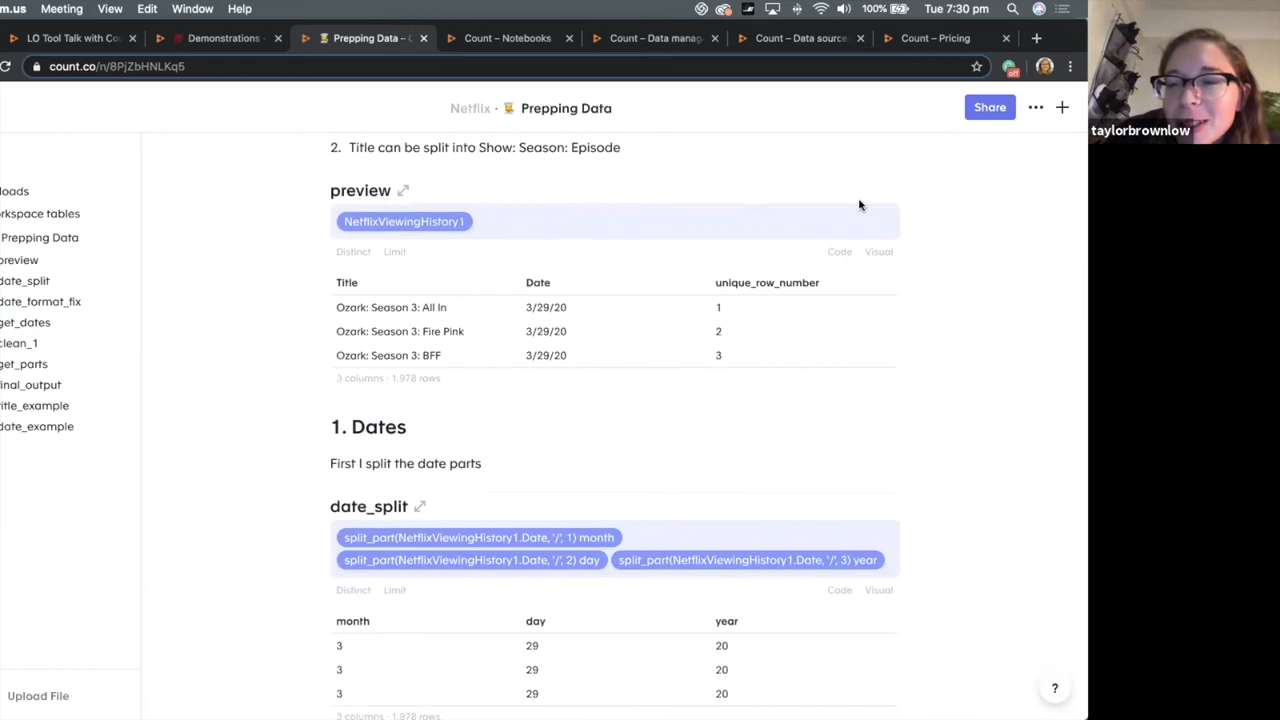 m.us Meeting View Edit Window Help 100% Tue 7:30 pm
LO Tool Talk with Co Demonstrations - Prepping Data – Count – Notebooks Count – Data manag Count – Data source Count – Pricing
count.co/n/8PjZbHNLKq5 off
Netflix · Prepping Data Share
taylorbrownlow
2. Title can be split into Show: Season: Episode
loads
rkspace tables
Prepping Data
preview
date_split
date_format_fix
get_dates
clean_1
get_parts
final_output
title_example
date_example
Upload File
preview
NetflixViewingHistory1
Distinct Limit Code Visual
Title Date unique_row_number
Ozark: Season 3: All In 3/29/20 1
Ozark: Season 3: Fire Pink 3/29/20 2
Ozark: Season 3: BFF 3/29/20 3
3 columns · 1,978 rows
1. Dates
First I split the date parts
date_split
split_part(NetflixViewingHistory1.Date, '/', 1) month
split_part(NetflixViewingHistory1.Date, '/', 2) day split_part(NetflixViewingHistory1.Date, '/', 3) year
Distinct Limit Code Visual
month day year
3 29 20
3 29 20
3 29 20
3 columns · 1,978 rows
?